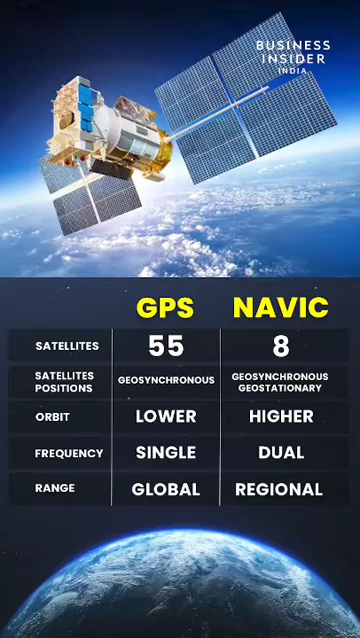 BUSINESS
INSIDER
INDIA
GPS NAVIC
SATELLITES 55 8
SATELLITES
POSITIONS GEOSYNCHRONOUS GEOSYNCHRONOUS
GEOSTATIONARY
ORBIT LOWER HIGHER
FREQUENCY SINGLE DUAL
RANGE GLOBAL REGIONAL